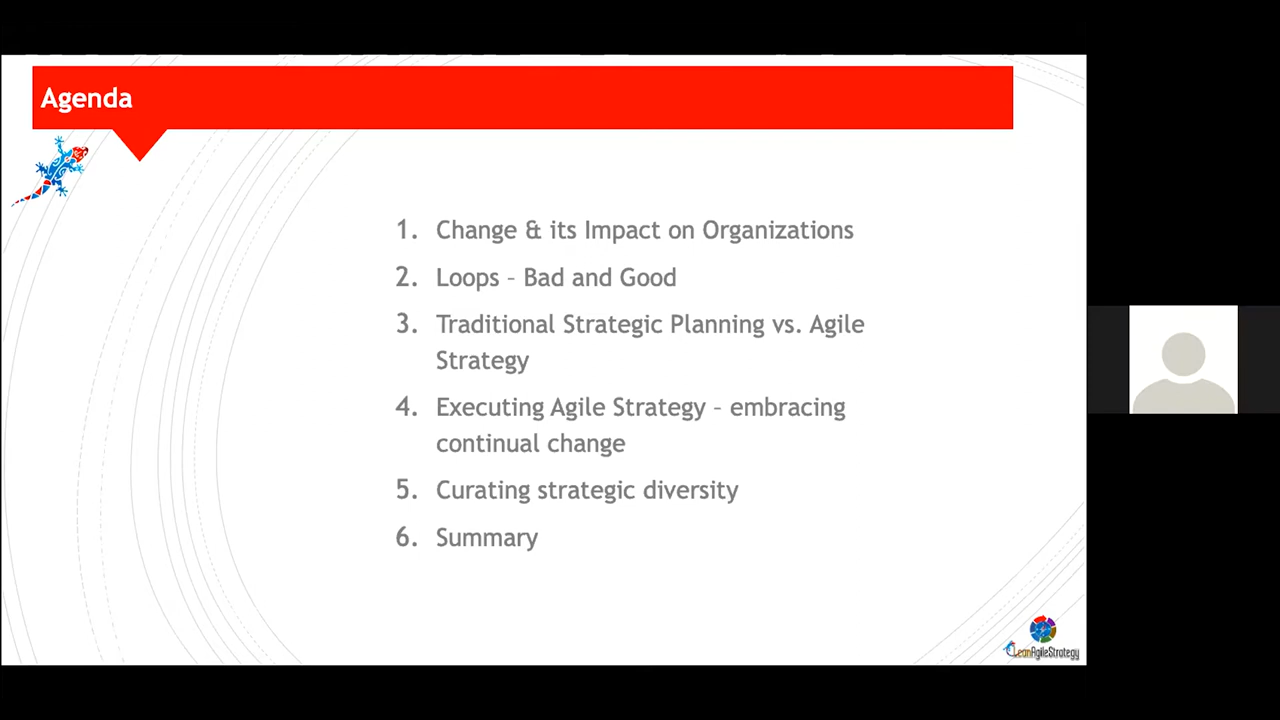 Agenda
1. Change & its Impact on Organizations
2. Loops – Bad and Good
3. Traditional Strategic Planning vs. Agile
Strategy
4. Executing Agile Strategy – embracing
continual change
5. Curating strategic diversity
6. Summary
LeanAgileStrategy